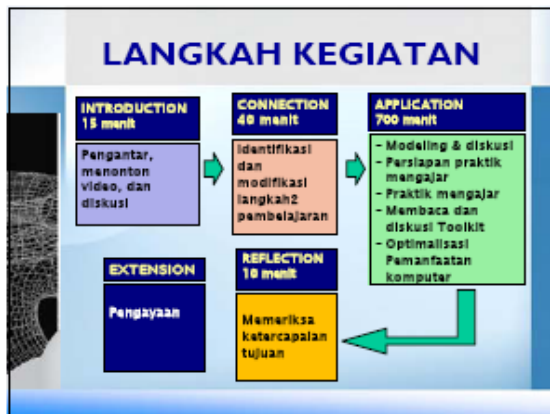 LANGKAH KEGIATAN
INTRODUCTION
15 menit
Pengantar,
menonton
video, dan
diskusi
CONNECTION
40 menit
Identifikasi
dan
modifikasi
langkah2
pembelajaran
APPLICATION
700 menit
- Modeling & diskusi
- Persiapan praktik
mengajar
- Praktik mengajar
- Membaca dan
diskusi Toolkit
- Optimalisasi
Pemanfaatan
komputer
EXTENSION
Pengayaan
REFLECTION
10 menit
Memeriksa
ketercapaian
tujuan